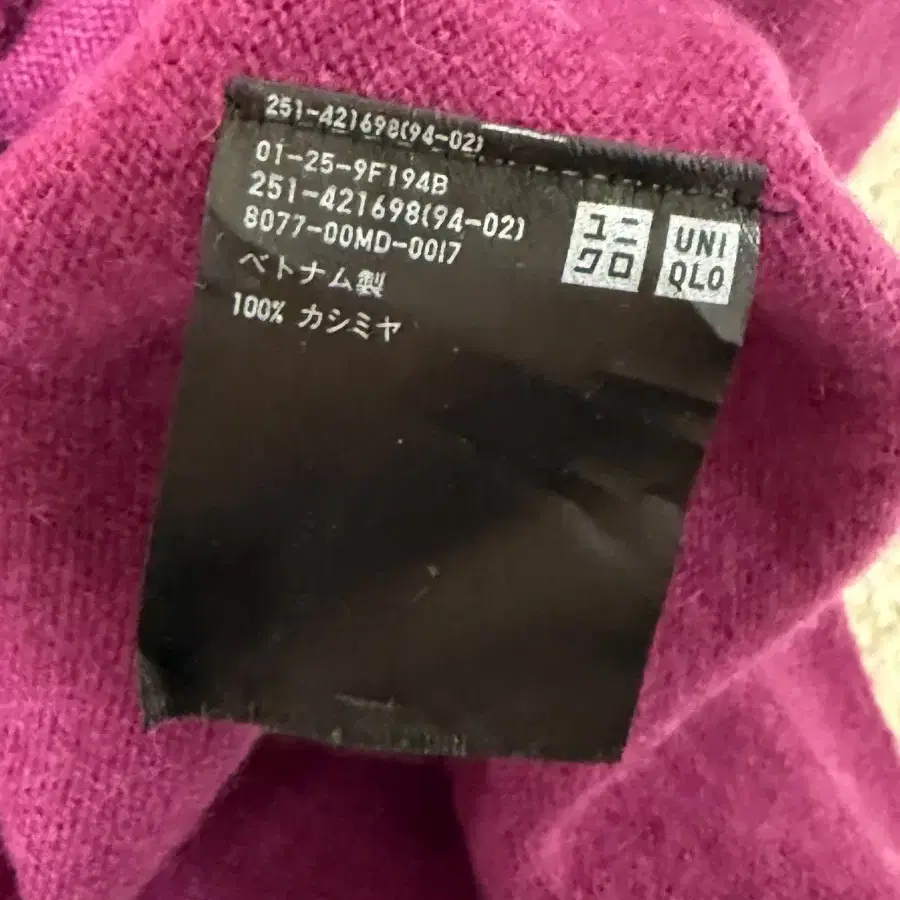 251-421698(94-02)
01-25-9F194B
251-421698(94-02)
8077-00MD-0017
ベトナム製
100% カシミヤ
ユニ
クロ
UNI
QLO